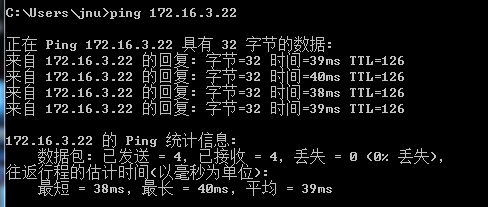 C:\Users\jnu>ping 172.16.3.22
正在 Ping 172.16.3.22 具有 32 字节的数据:
来自 172.16.3.22 的回复: 字节=32 时间=39ms TTL=126
来自 172.16.3.22 的回复: 字节=32 时间=40ms TTL=126
来自 172.16.3.22 的回复: 字节=32 时间=38ms TTL=126
来自 172.16.3.22 的回复: 字节=32 时间=39ms TTL=126
172.16.3.22 的 Ping 统计信息:
数据包: 已发送 = 4, 已接收 = 4, 丢失 = 0 (0% 丢失),
往返行程的估计时间(以毫秒为单位):
最短 = 38ms, 最长 = 40ms, 平均 = 39ms